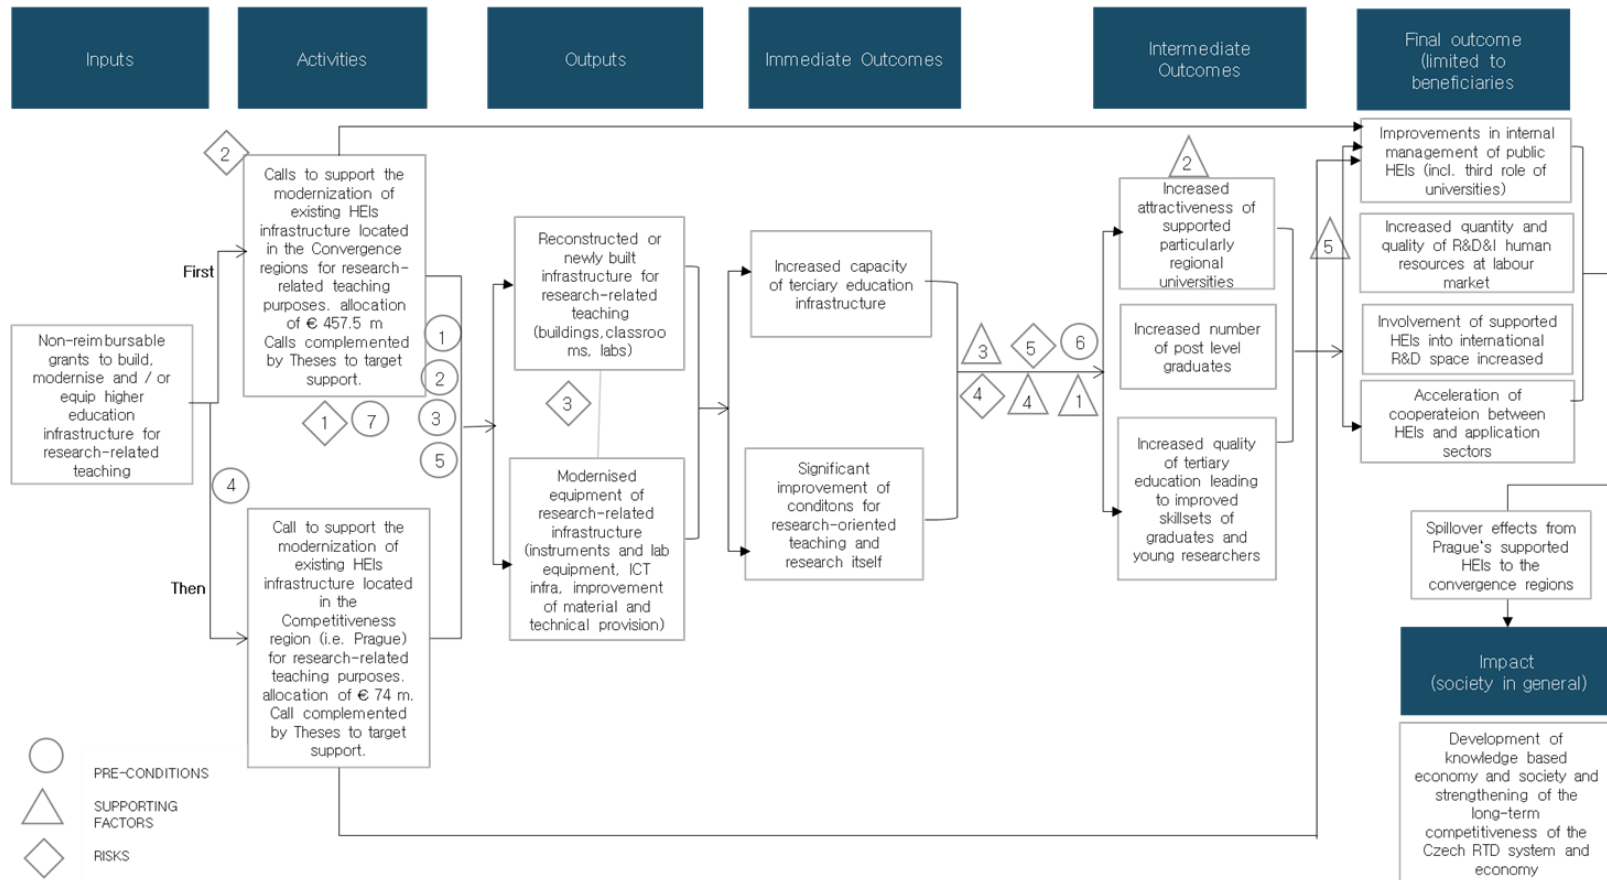 Inputs
Activities
Outputs
Immediate Outcomes
Intermediate
Outcomes
Final outcome
(limited to
beneficiaries
Non-reimbursable
grants to build,
modernise and / or
equip higher
education
infrastructure for
research-related
teaching
First
Then
4
2
Calls to support the
modernization of
existing HEIs
infrastructure located
in the Convergence
regions for research-
related teaching
purposes. allocation
of € 457.5 m
Calls complemented
by Theses to target
support.
1
7
Call to support the
modernization of
existing HEIs
infrastructure located
in the
Competitiveness
region (i.e. Prague)
for research-related
teaching purposes.
allocation of € 74 m.
Call complemented
by Theses to target
support.
1
2
3
5
Reconstructed or
newly built
infrastructure for
research-related
teaching
(buildings,classroo
ms, labs)
3
Modernised
equipment of
research-related
infrastructure
(instruments and lab
equipment, ICT
infra, improvement
of material and
technical provision)
Increased capacity
of terciary education
infrastructure
Significant
improvement of
conditons for
research-oriented
teaching and
research itself
3
5
6
4
4
1
2
Increased
attractiveness of
supported
particularly
regional
universities
Increased number
of post level
graduates
Increased quality
of tertiary
education leading
to improved
skillsets of
graduates and
young researchers
5
Improvements in internal
management of public
HEIs (incl. third role of
universities)
Increased quantity and
quality of R&D&I human
resources at labour
market
Involvement of supported
HEIs into international
R&D space increased
Acceleration of
cooperateion between
HEIs and application
sectors
Spillover effects from
Prague's supported
HEIs to the
convergence regions
Impact
(society in general)
Development of
knowledge based
economy and society and
strengthening of the
long-term
competitiveness of the
Czech RTD system and
economy
PRE-CONDITIONS
SUPPORTING
FACTORS
RISKS